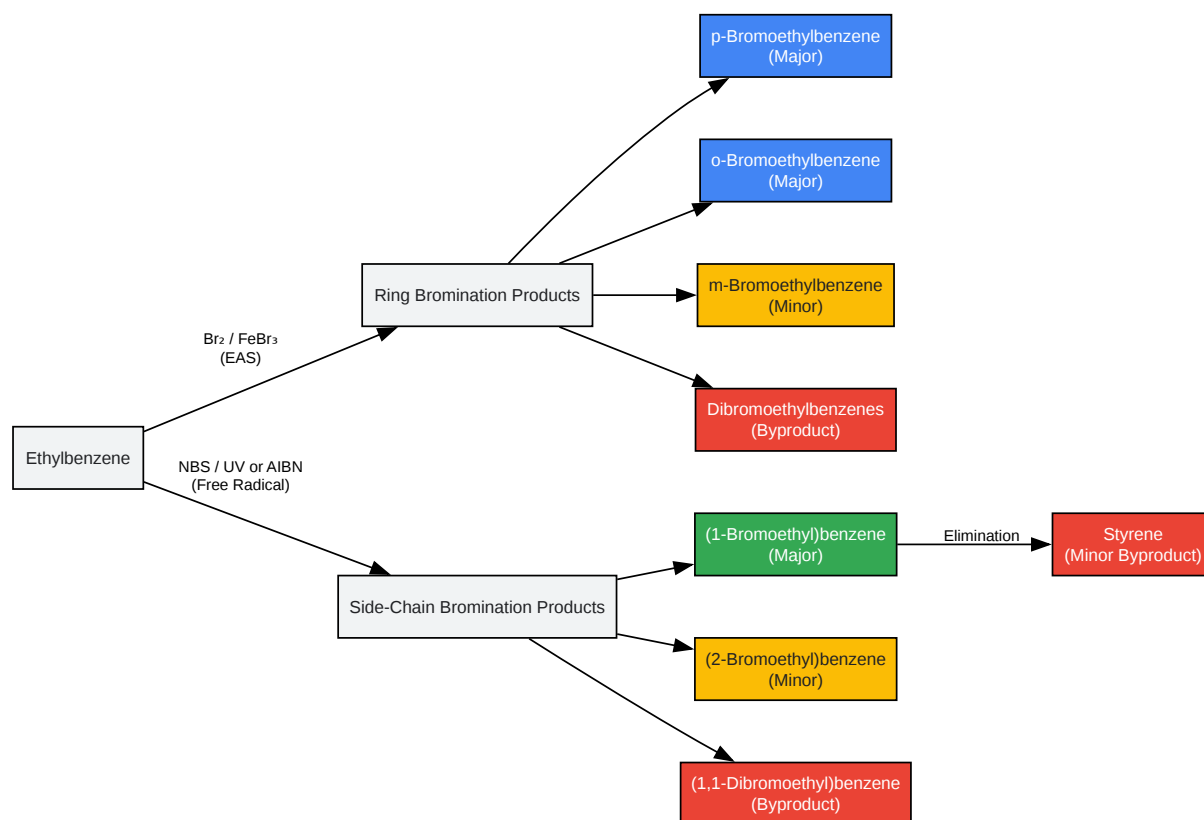 p-Bromoethylbenzene
(Major)
o-Bromoethylbenzene
(Major)
Ring Bromination Products
m-Bromoethylbenzene
(Minor)
Br₂ / FeBr₃
(EAS)
Dibromoethylbenzenes
(Byproduct)
Ethylbenzene
NBS / UV or AIBN
(Free Radical)
(1-Bromoethyl)benzene
(Major)
Elimination
Styrene
(Minor Byproduct)
Side-Chain Bromination Products
(2-Bromoethyl)benzene
(Minor)
(1,1-Dibromoethyl)benzene
(Byproduct)